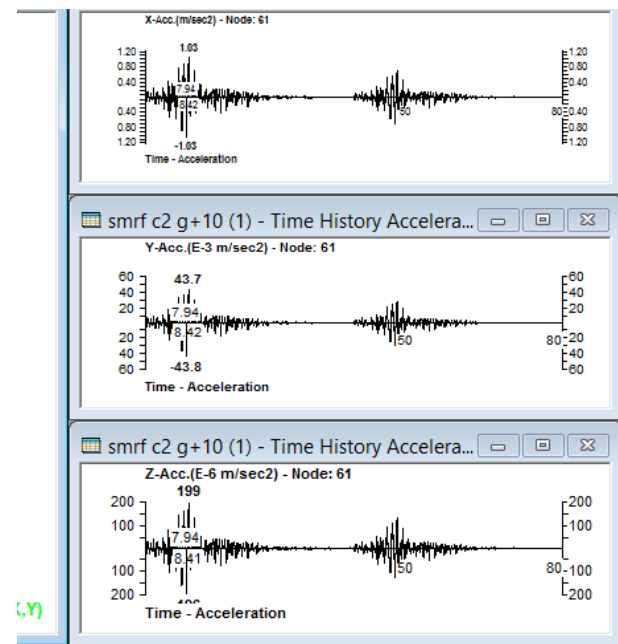 X-Acc.(m/sec2) - Node: 61
1.20 1.03 1.20
0.80 0.80
0.40 0.40
7.94
8.42
50 80
0.40 0.40
0.80 0.80
1.20 -1.03 1.20
Time - Acceleration
smrf c2 g+10 (1) - Time History Accelera...
Y-Acc.(E-3 m/sec2) - Node: 61
60 43.7 60
40 40
20 20
7.94
8.42
50 80
20 20
40 40
60 -43.8 60
Time - Acceleration
smrf c2 g+10 (1) - Time History Accelera...
Z-Acc.(E-6 m/sec2) - Node: 61
199
200 200
100 100
7.94
8.41
50 80
100 100
200 200
Time - Acceleration
,Y)